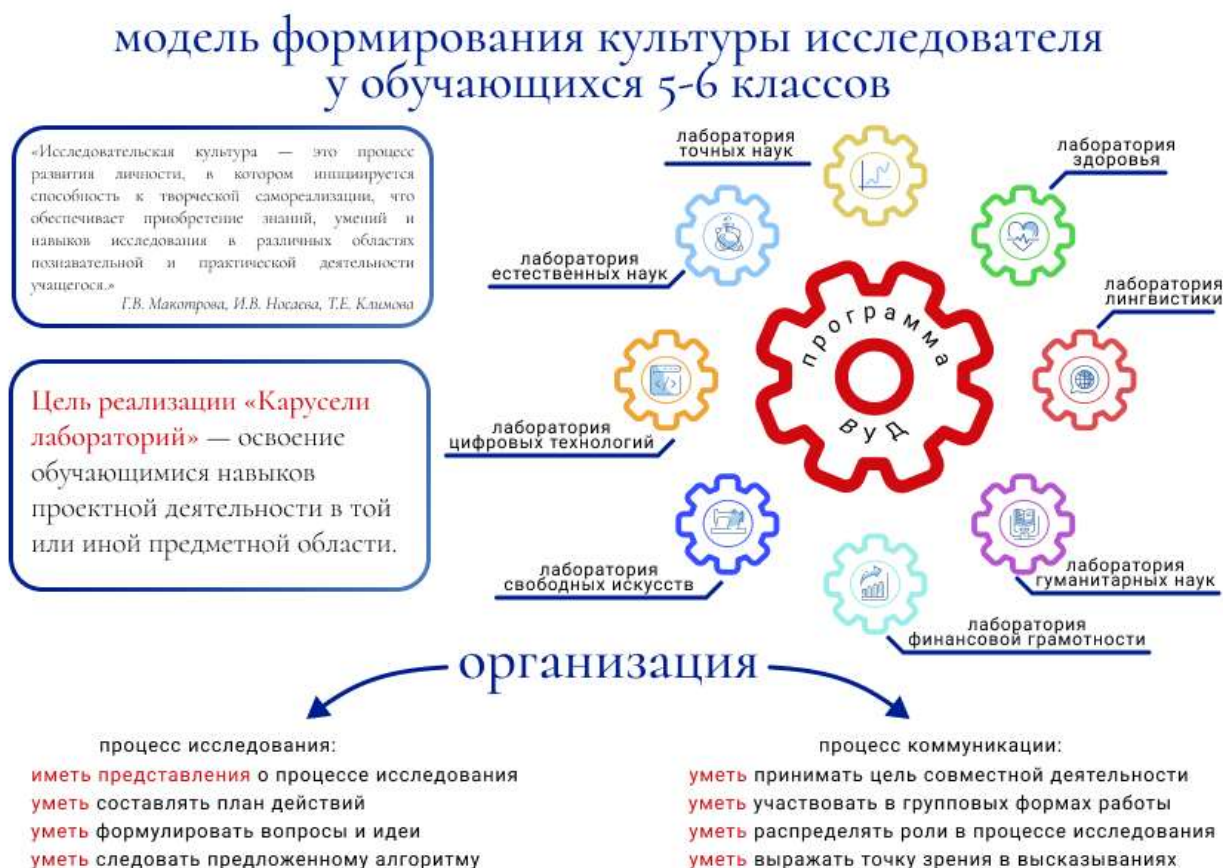 модель формирования культуры исследователя
у обучающихся 5-6 классов
«Исследовательская культура — это процесс
развития личности, в котором инициируется
способность к творческой самореализации, что
обеспечивает приобретение знаний, умений и
навыков исследования в различных областях
познавательной и практической деятельности
учащегося.»
Г.В. Макотрова, И.В. Носаева, Т.Е. Климова
Цель реализации «Карусели
лабораторий» — освоение
обучающимися навыков
проектной деятельности в той
или иной предметной области.
лаборатория
точных наук
лаборатория
здоровья
лаборатория
естественных наук
лаборатория
лингвистики
программа
ВУД
лаборатория
цифровых технологий
лаборатория
свободных искусств
лаборатория
гуманитарных наук
лаборатория
финансовой грамотности
организация
процесс исследования:
иметь представления о процессе исследования
уметь составлять план действий
уметь формулировать вопросы и идеи
уметь следовать предложенному алгоритму
процесс коммуникации:
уметь принимать цель совместной деятельности
уметь участвовать в групповых формах работы
уметь распределять роли в процессе исследования
уметь выражать точку зрения в высказываниях